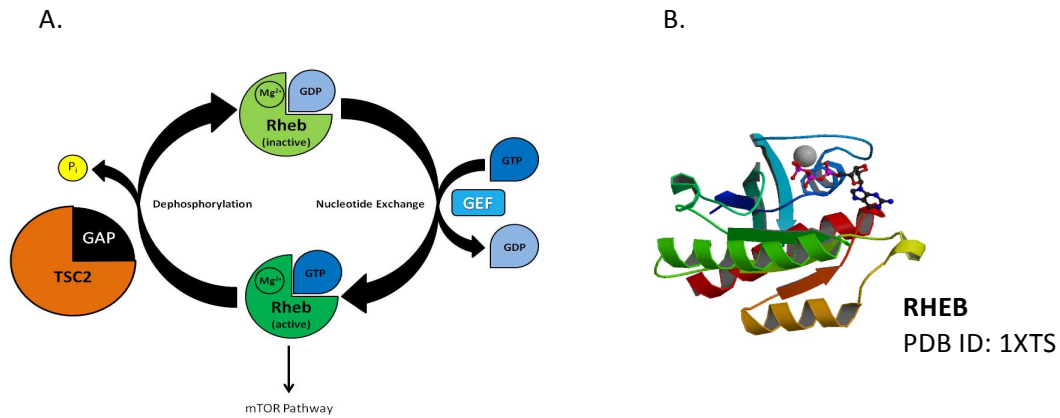 A.
B.
Mg²⁺
GDP
Rheb
(inactive)
Pᵢ
GTP
Dephosphorylation
Nucleotide Exchange
GEF
GAP
TSC2
GDP
Mg²⁺
GTP
Rheb
(active)
mTOR Pathway
RHEB
PDB ID: 1XTS